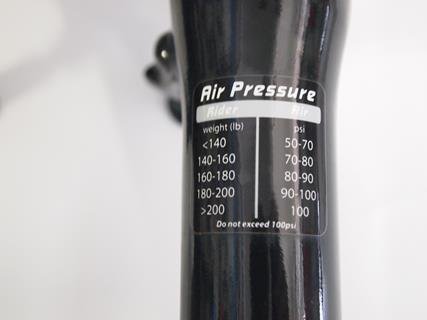 Air Pressure
Rider Air
weight (lb) psi
<140 50-70
140-160 70-80
160-180 80-90
180-200 90-100
>200 100
Do not exceed 100psi